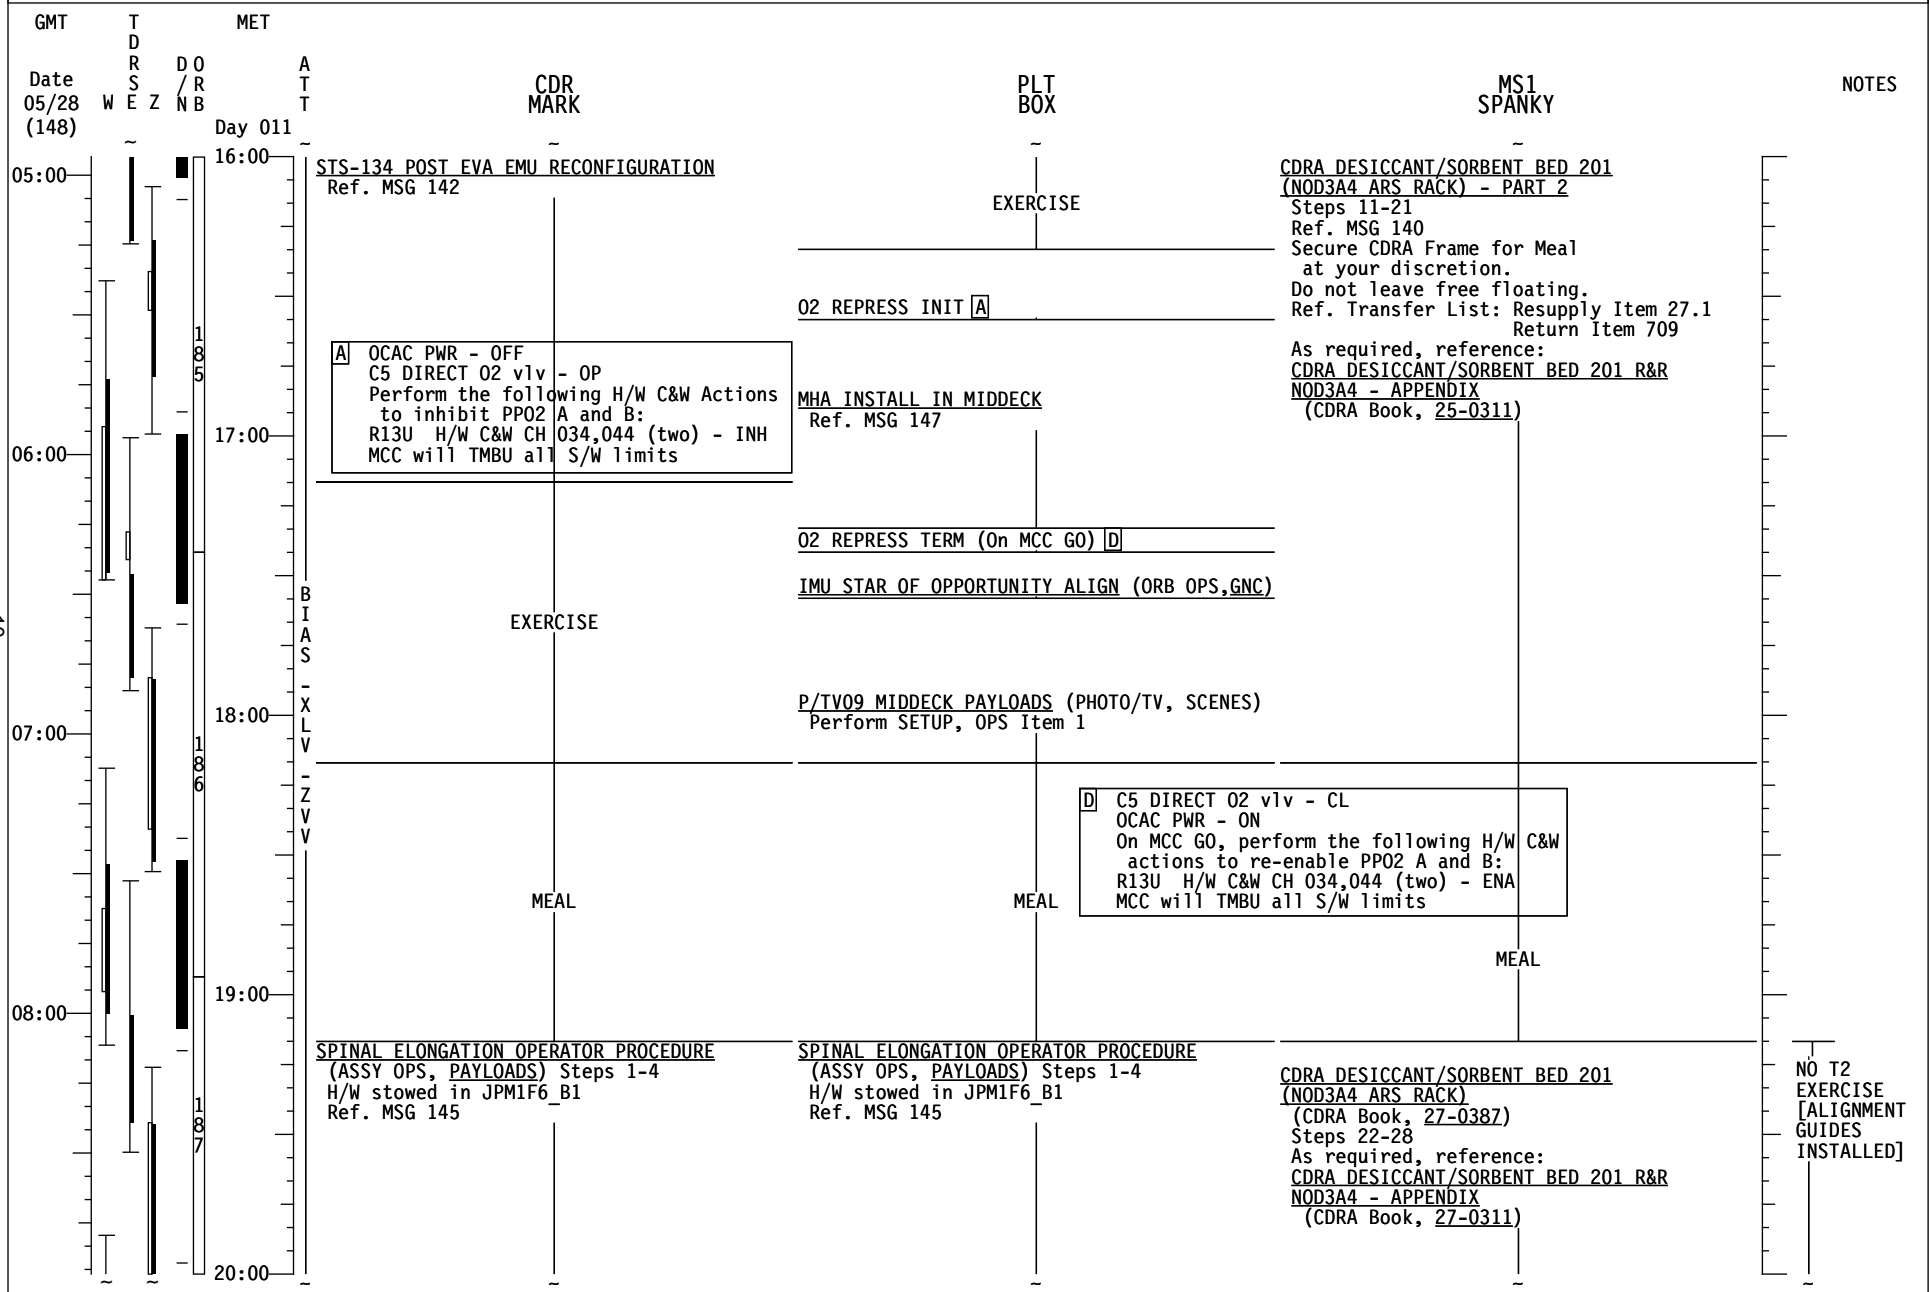 GMT
TDRS
MET
Date
05/28
(148)
W E Z
D/N
ORB
ATT
CDR
MARK
PLT
BOX
MS1
SPANKY
NOTES
Day 011
05:00
06:00
07:00
08:00
185
186
187
16:00
17:00
18:00
19:00
20:00
BIAS -XLV -ZVV
STS-134 POST EVA EMU RECONFIGURATION
Ref. MSG 142
A OCAC PWR - OFF
C5 DIRECT O2 vlv - OP
Perform the following H/W C&W Actions
to inhibit PPO2 A and B:
R13U H/W C&W CH 034,044 (two) - INH
MCC will TMBU all S/W limits
EXERCISE
MEAL
SPINAL ELONGATION OPERATOR PROCEDURE
(ASSY OPS, PAYLOADS) Steps 1-4
H/W stowed in JPM1F6_B1
Ref. MSG 145
EXERCISE
O2 REPRESS INIT A
MHA INSTALL IN MIDDECK
Ref. MSG 147
O2 REPRESS TERM (On MCC GO) D
IMU STAR OF OPPORTUNITY ALIGN (ORB OPS,GNC)
P/TV09 MIDDECK PAYLOADS (PHOTO/TV, SCENES)
Perform SETUP, OPS Item 1
D C5 DIRECT O2 vlv - CL
OCAC PWR - ON
On MCC GO, perform the following H/W C&W
actions to re-enable PPO2 A and B:
R13U H/W C&W CH 034,044 (two) - ENA
MCC will TMBU all S/W limits
MEAL
SPINAL ELONGATION OPERATOR PROCEDURE
(ASSY OPS, PAYLOADS) Steps 1-4
H/W stowed in JPM1F6_B1
Ref. MSG 145
CDRA DESICCANT/SORBENT BED 201
(NOD3A4 ARS RACK) - PART 2
Steps 11-21
Ref. MSG 140
Secure CDRA Frame for Meal
at your discretion.
Do not leave free floating.
Ref. Transfer List: Resupply Item 27.1
Return Item 709
As required, reference:
CDRA DESICCANT/SORBENT BED 201 R&R
NOD3A4 - APPENDIX
(CDRA Book, 25-0311)
MEAL
CDRA DESICCANT/SORBENT BED 201
(NOD3A4 ARS RACK)
(CDRA Book, 27-0387)
Steps 22-28
As required, reference:
CDRA DESICCANT/SORBENT BED 201 R&R
NOD3A4 - APPENDIX
(CDRA Book, 27-0311)
NO T2
EXERCISE
[ALIGNMENT
GUIDES
INSTALLED]